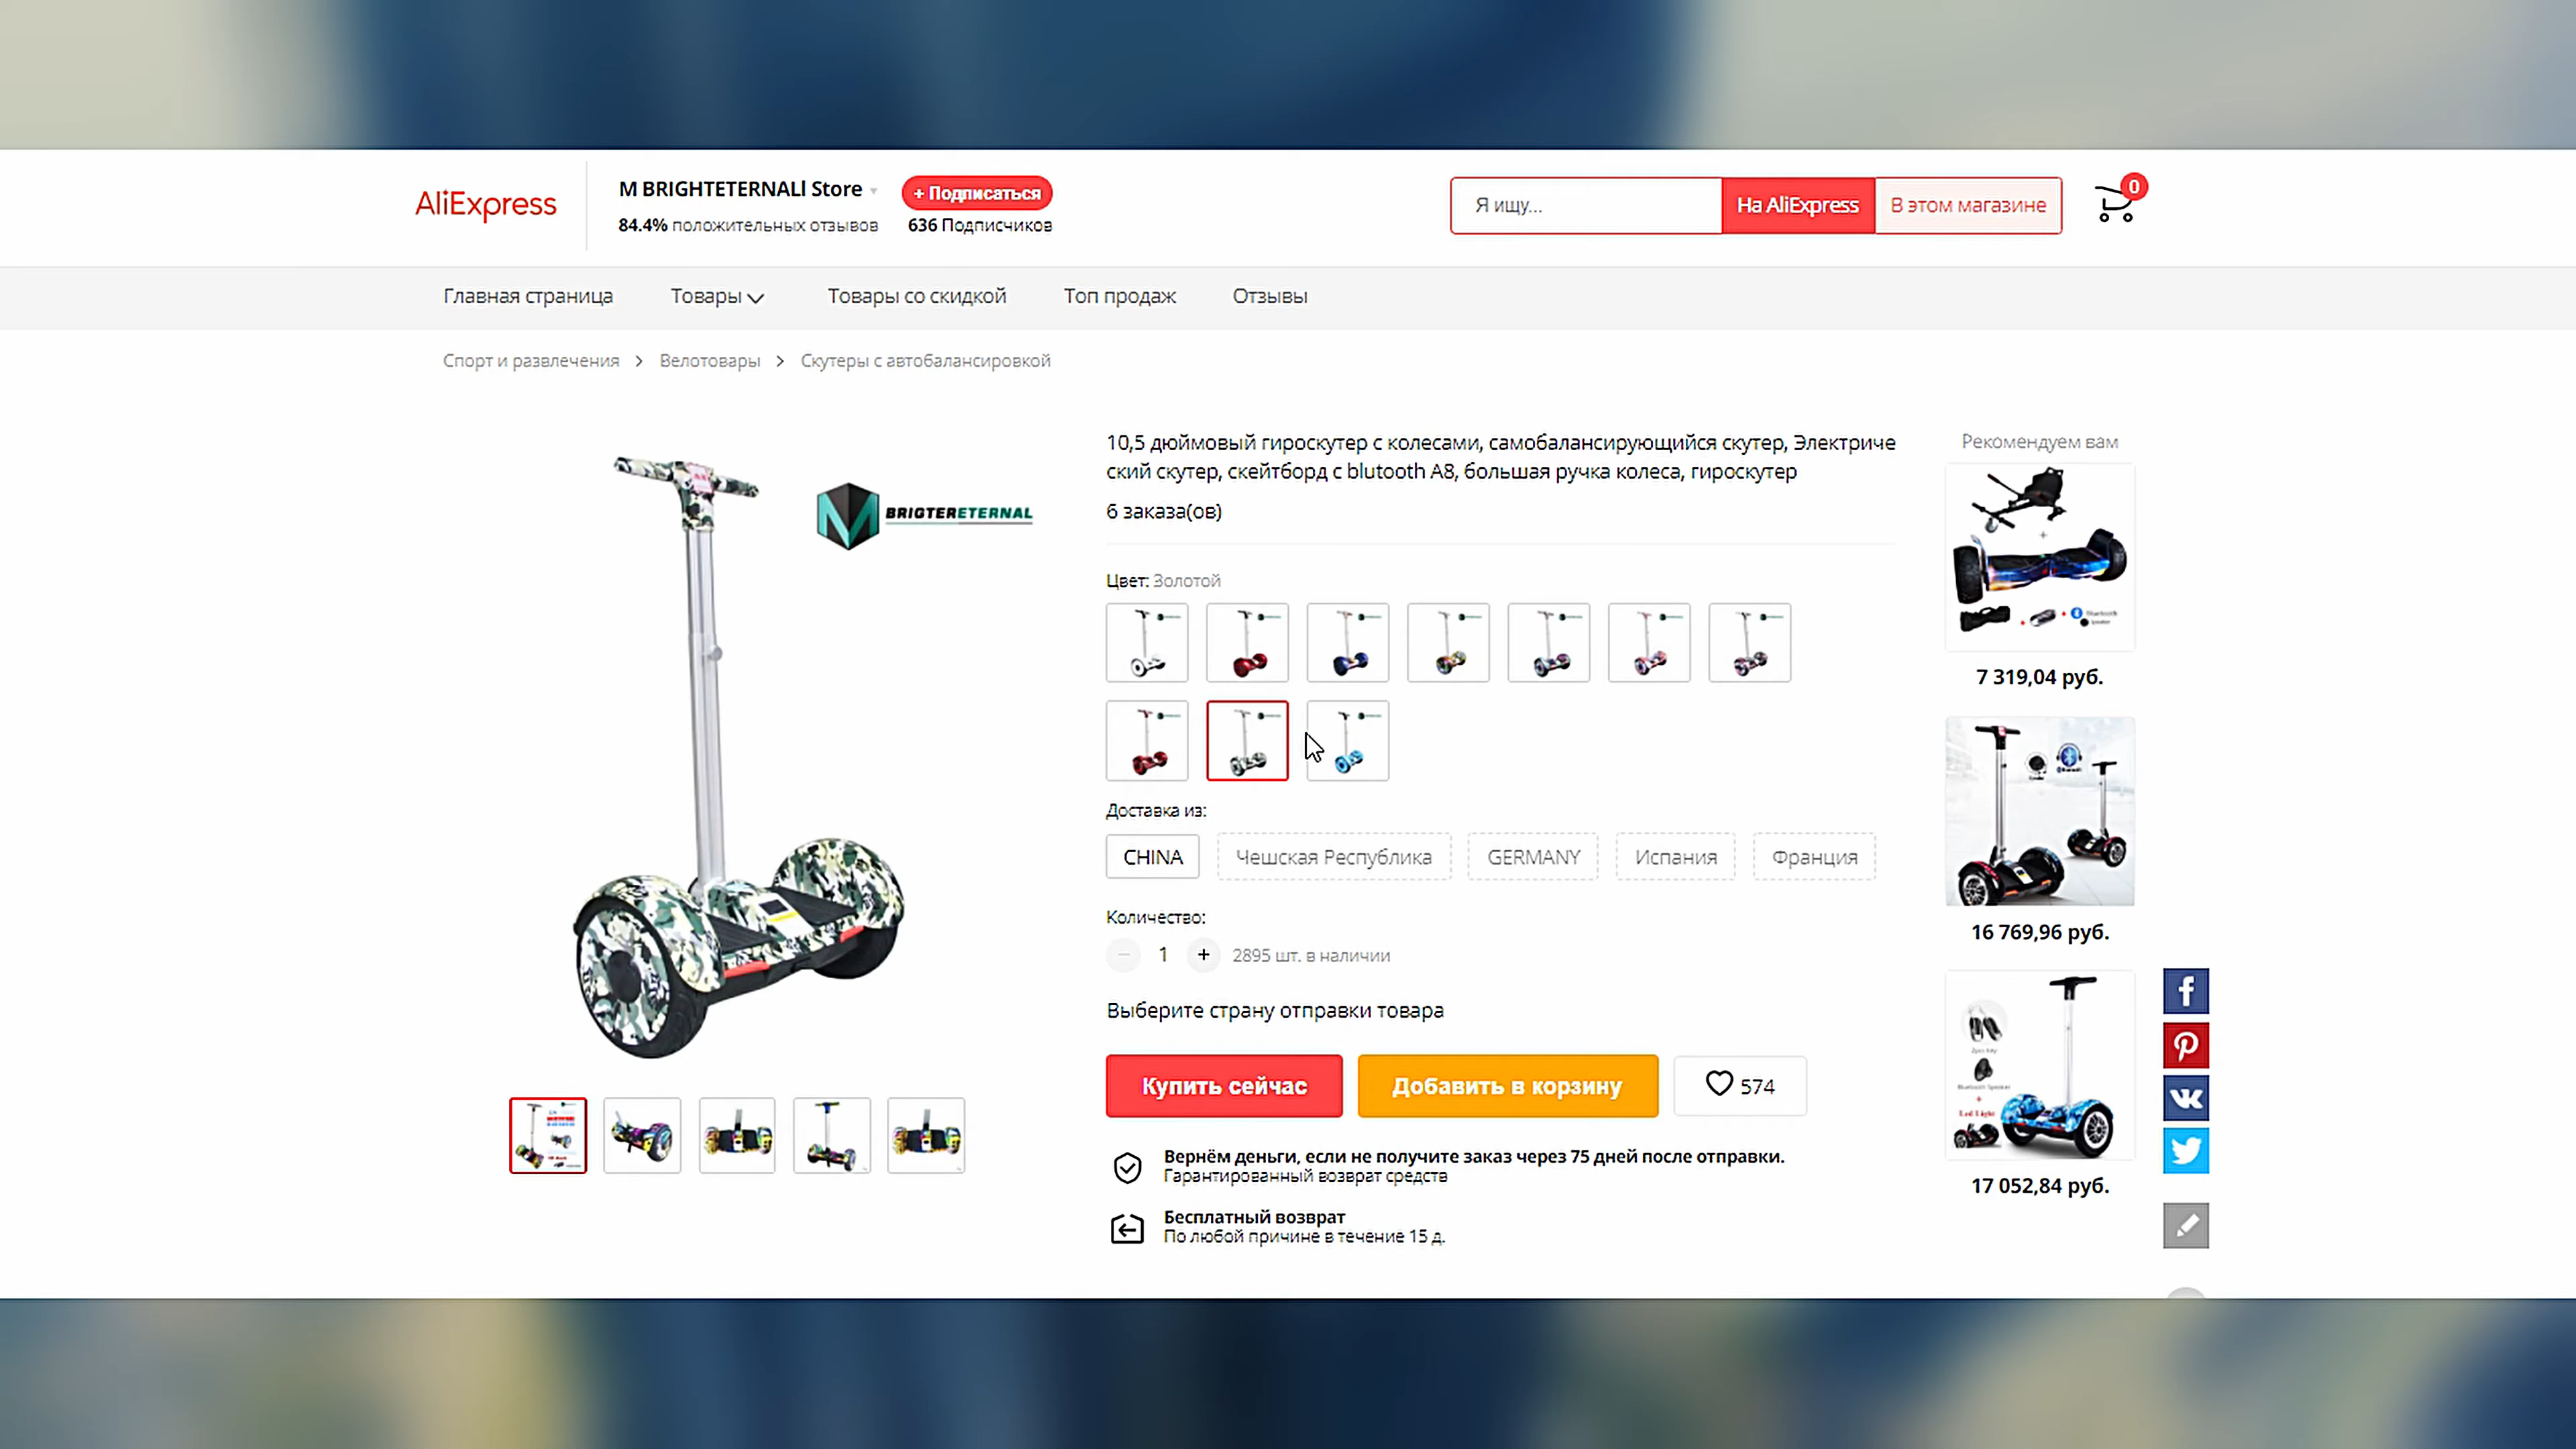 AliExpress
M BRIGHTETERNALl Store
84.4% положительных отзывов
+ Подписаться
636 Подписчиков
Я ищу...
На AliExpress
В этом магазине
0
Главная страница
Товары
Товары со скидкой
Топ продаж
Отзывы
Спорт и развлечения > Велотовары > Скутеры с автобалансировкой
M BRIGTERETERNAL
10,5 дюймовый гироскутер с колесами, самобалансирующийся скутер, Электриче
ский скутер, скейтборд с blutooth A8, большая ручка колеса, гироскутер
6 заказа(ов)
Цвет: Золотой
Доставка из:
CHINA
Чешская Республика
GERMANY
Испания
Франция
Количество:
− 1 + 2895 шт. в наличии
Выберите страну отправки товара
Купить сейчас
Добавить в корзину
574
Вернём деньги, если не получите заказ через 75 дней после отправки.
Гарантированный возврат средств
Бесплатный возврат
По любой причине в течение 15 д.
Рекомендуем вам
Bluetooth
7 319,04 руб.
16 769,96 руб.
Led Light
17 052,84 руб.